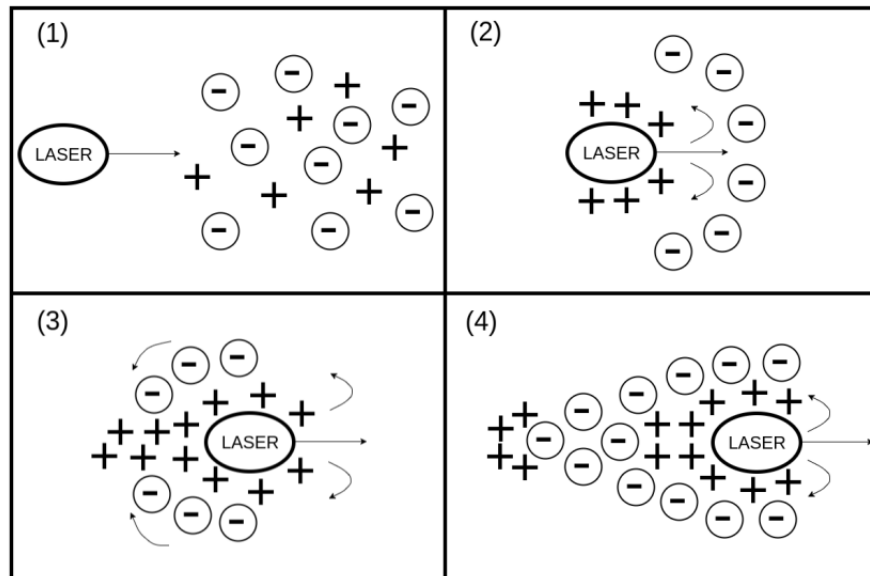 (1)
LASER
(2)
LASER
(3)
LASER
(4)
LASER